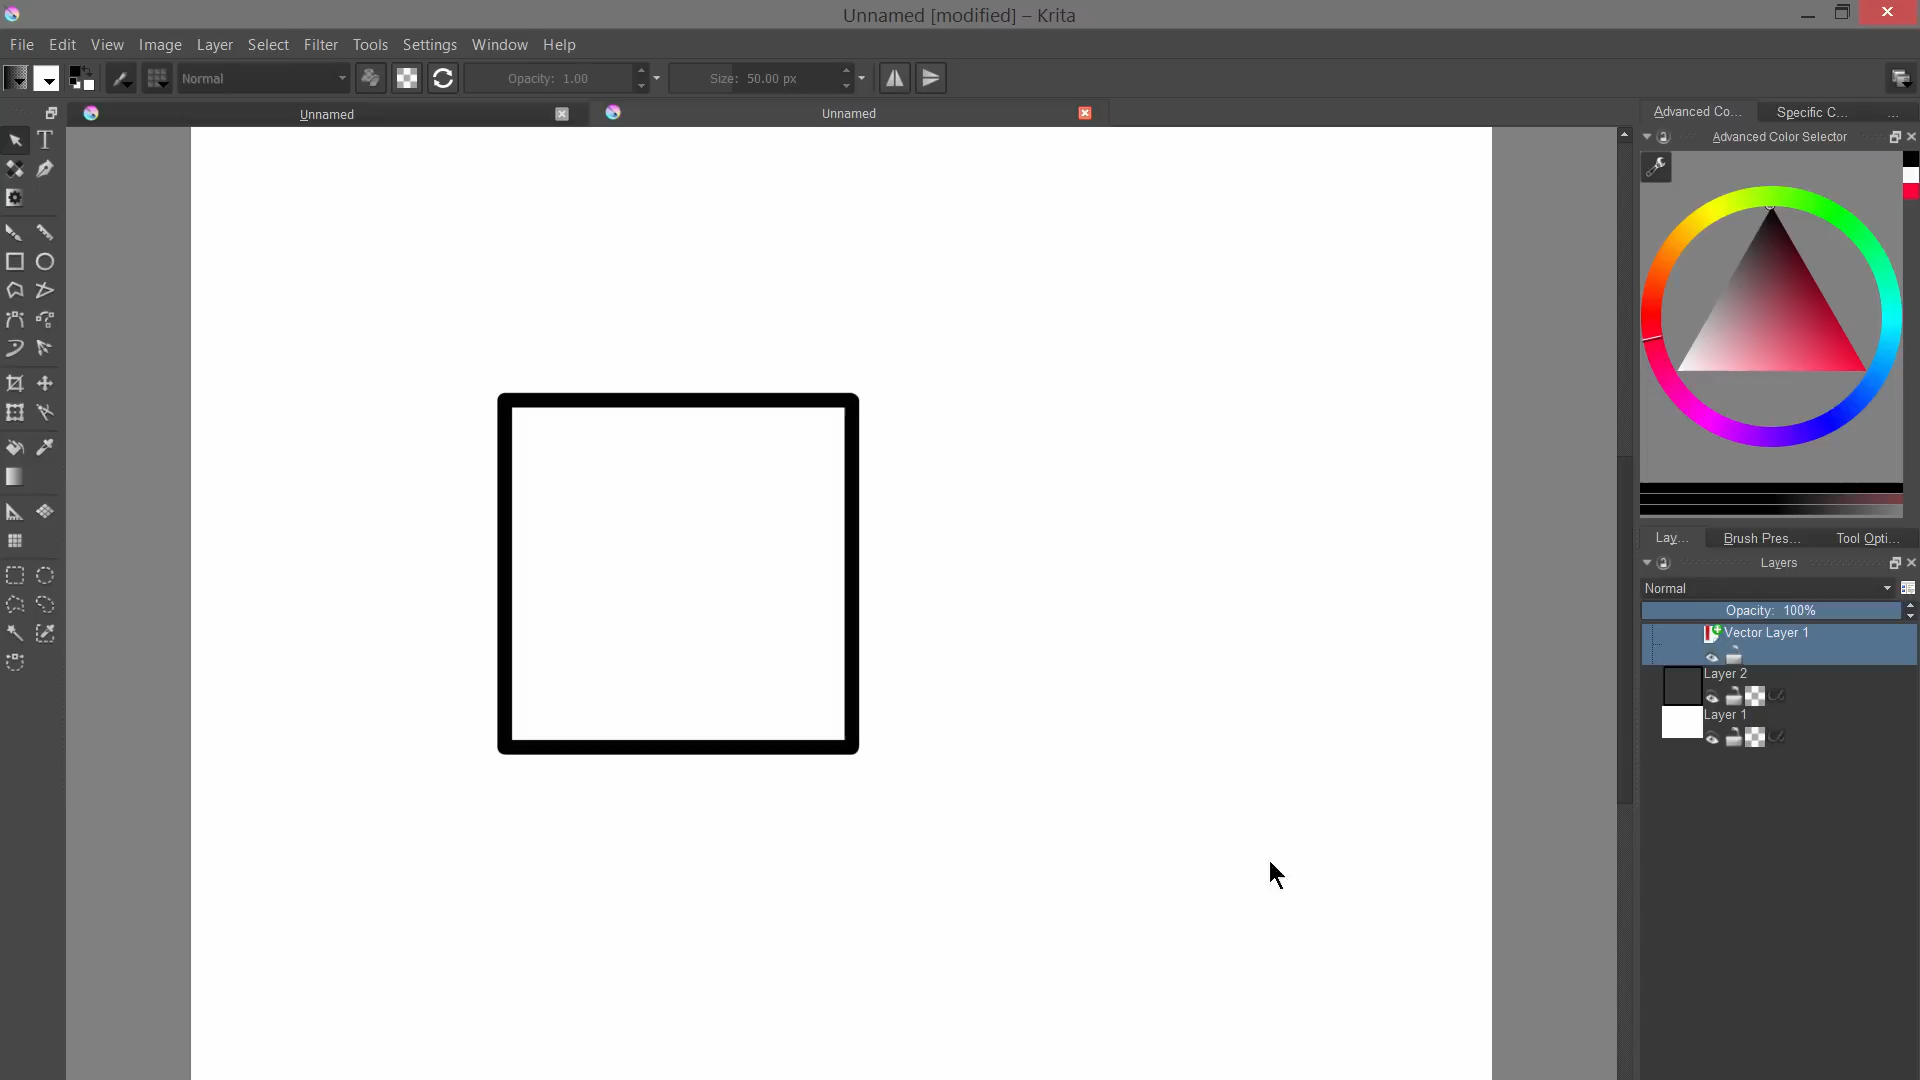 Unnamed [modified] – Krita
File Edit View Image Layer Select Filter Tools Settings Window Help
Normal Opacity: 1.00 Size: 50.00 px
Unnamed Unnamed
Advanced Co... Specific C... ...
Advanced Color Selector
Lay... Brush Pres... Tool Opti...
Layers
Normal
Opacity: 100%
Vector Layer 1
Layer 2
Layer 1